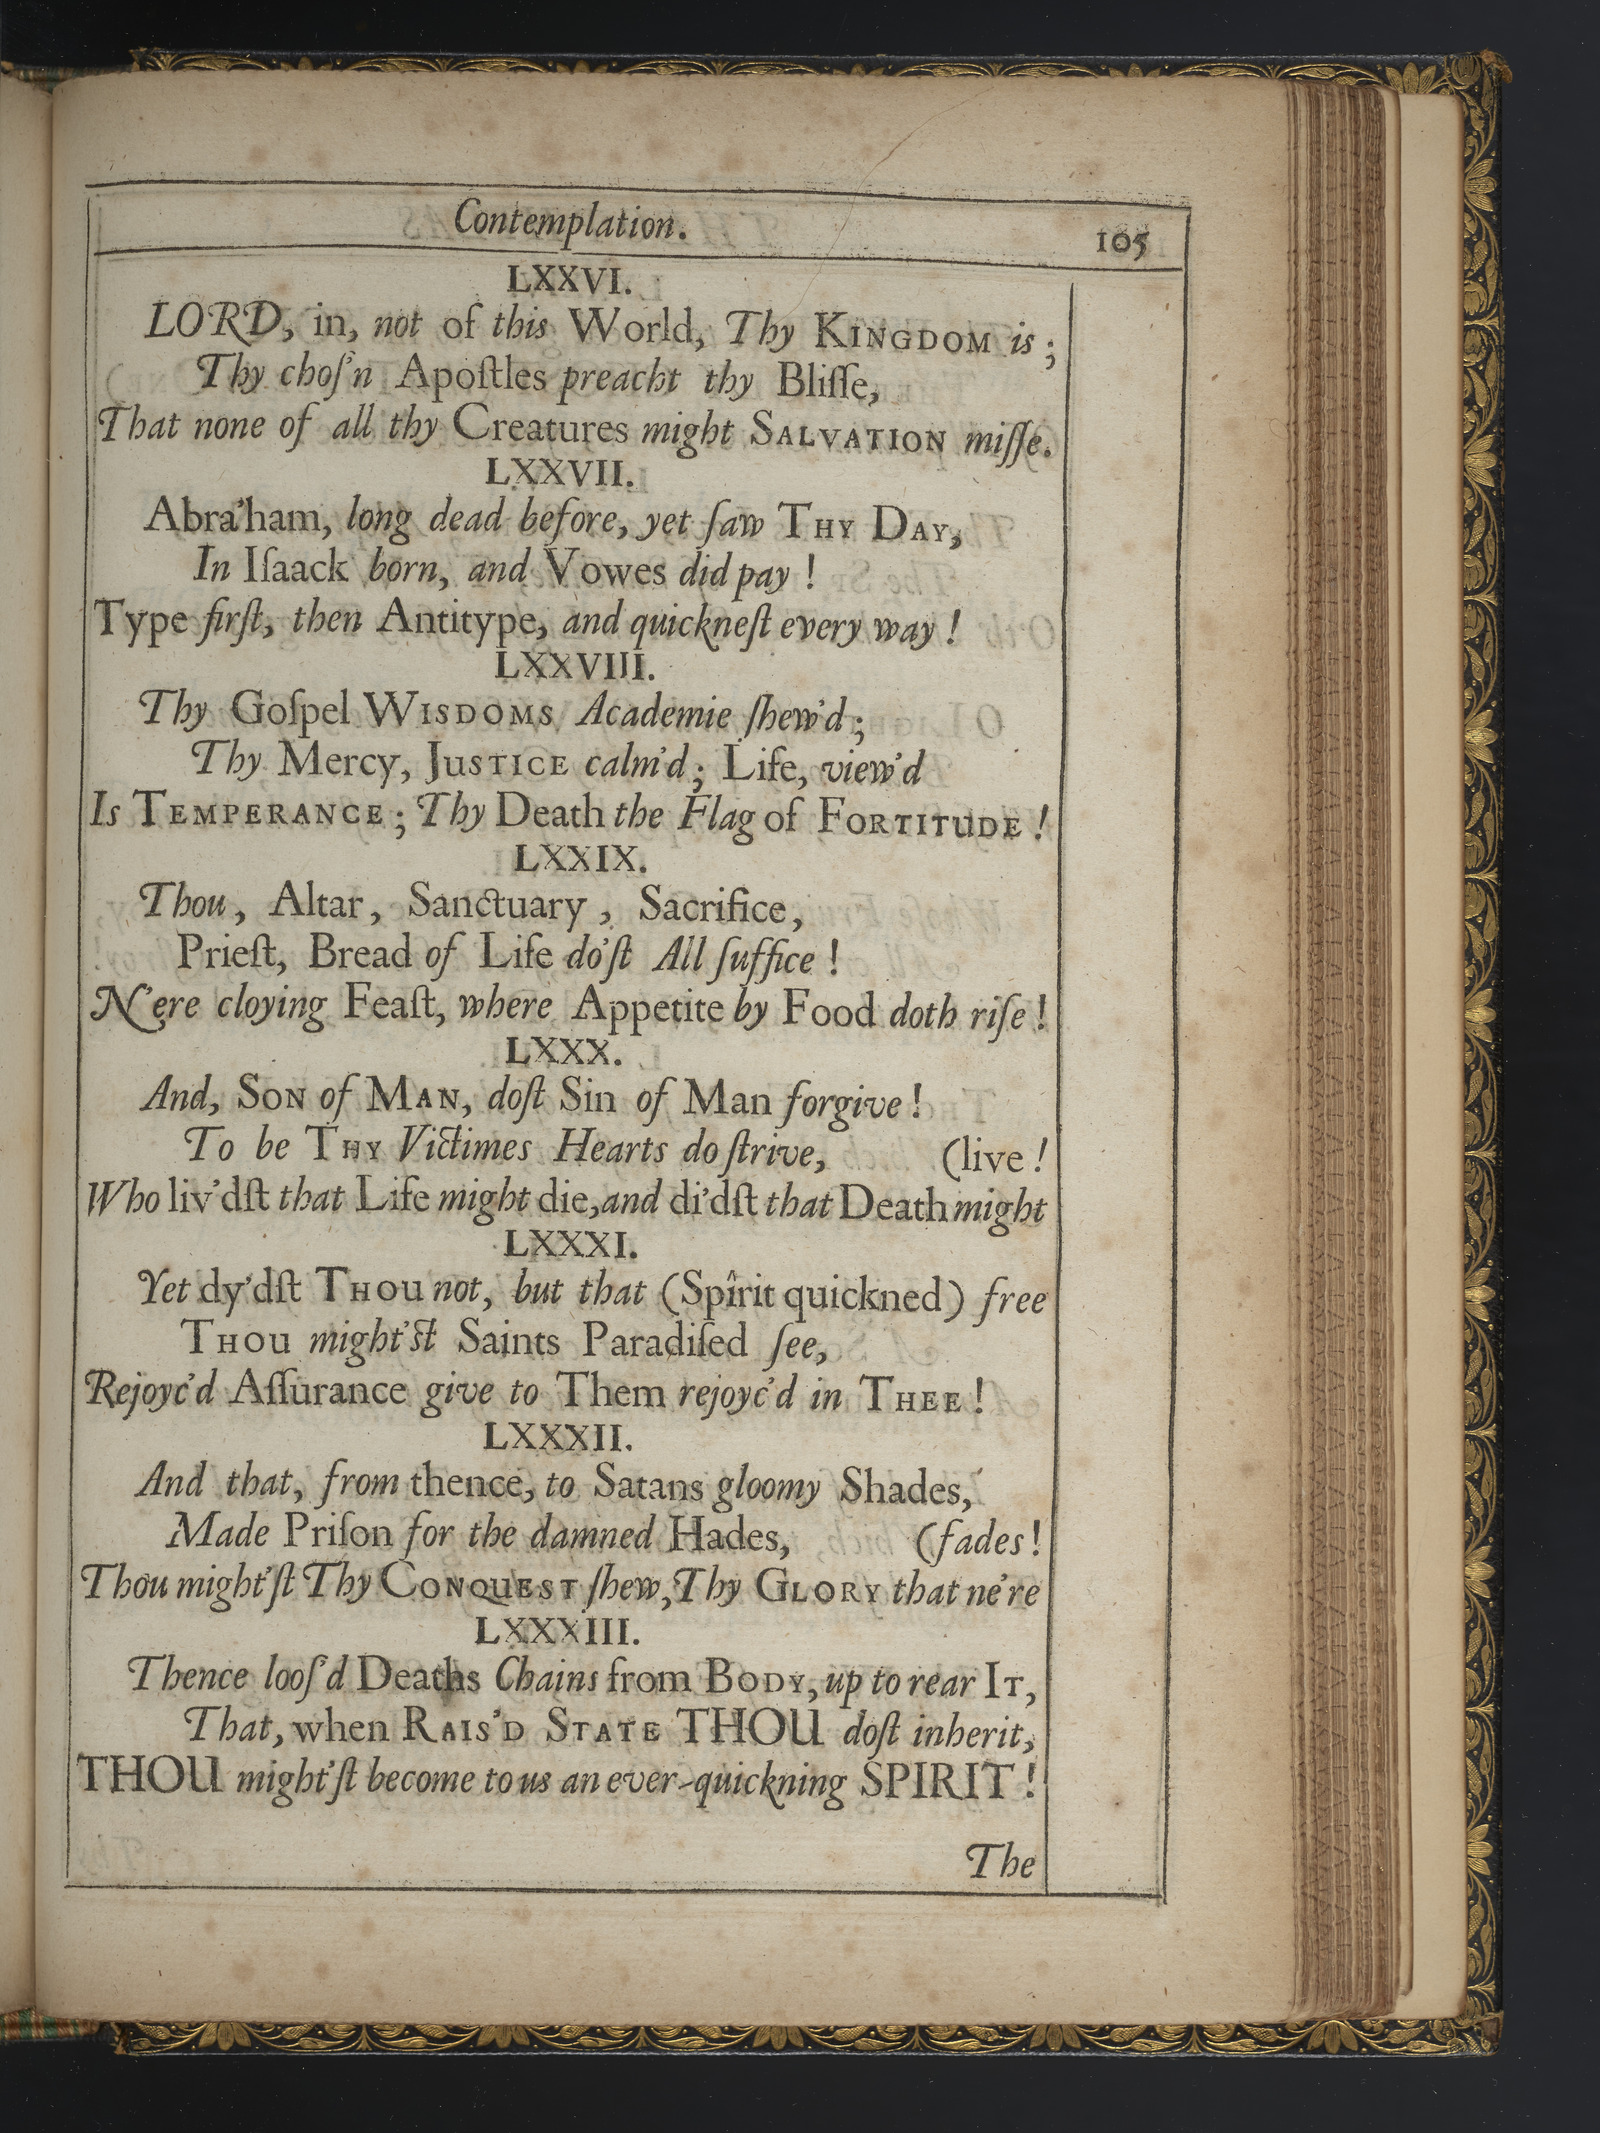 Contemplation.
105
LXXVI.
LORD, in, not of this World, Thy KINGDOM is;
Thy choſ'n Apoſtles preacht thy Bliſſe,
That none of all thy Creatures might SALVATION miſſe.
LXXVII.
Abra'ham, long dead before, yet ſaw THY DAY,
In Iſaack born, and Vowes did pay !
Type firſt, then Antitype, and quickneſt every way !
LXXVIII.
Thy Goſpel WISDOMS Academie ſhew'd;
Thy Mercy, JUSTICE calm'd; Life, view'd
Is TEMPERANCE; Thy Death the Flag of FORTITUDE !
LXXIX.
Thou, Altar, Sanctuary, Sacrifice,
Prieſt, Bread of Life do'ſt All ſuffice !
N'ere cloying Feaſt, where Appetite by Food doth riſe !
LXXX.
And, SON of MAN, doſt Sin of Man forgive !
To be THY Victimes Hearts do ſtrive, (live !
Who liv'dſt that Life might die, and di'dſt that Death might
LXXXI.
Yet dy'dſt THOU not, but that (Spîrit quickned) free
THOU might'st Saints Paradiſed ſee,
Rejoyc'd Aſſurance give to Them rejoyc'd in THEE !
LXXXII.
And that, from thence, to Satans gloomy Shades,
Made Priſon for the damned Hades, (fades !
Thou might'ſt Thy CONQUEST ſhew, Thy GLORY that ne're
LXXXIII.
Thence looſ'd Deaths Chains from BODY, up to rear IT,
That, when RAIS'D STATE THOU doſt inherit,
THOU might'ſt become to us an ever-quickning SPIRIT !
The